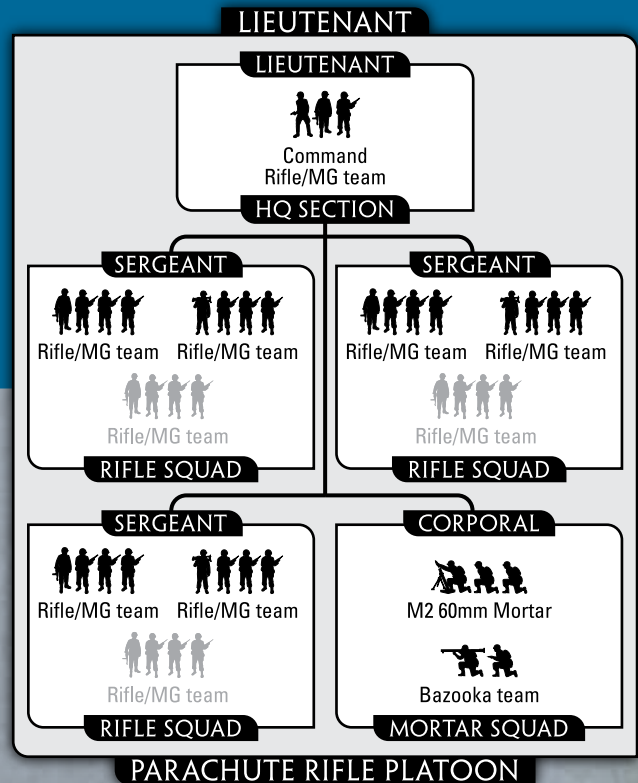 LIEUTENANT
LIEUTENANT
Command
Rifle/MG team
HQ SECTION
SERGEANT
Rifle/MG team Rifle/MG team
Rifle/MG team
RIFLE SQUAD
SERGEANT
Rifle/MG team Rifle/MG team
Rifle/MG team
RIFLE SQUAD
SERGEANT
Rifle/MG team Rifle/MG team
Rifle/MG team
RIFLE SQUAD
CORPORAL
M2 60mm Mortar
Bazooka team
MORTAR SQUAD
PARACHUTE RIFLE PLATOON